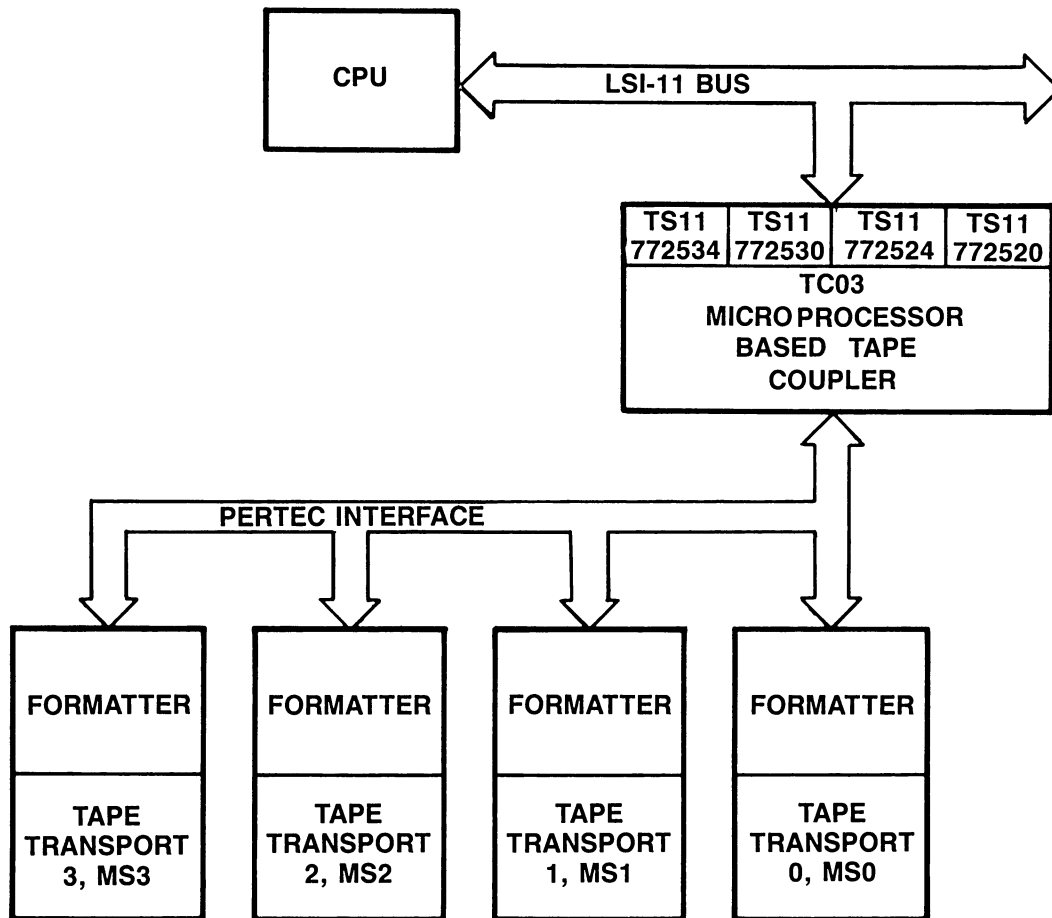 CPU
LSI-11 BUS
TS11
772534
TS11
772530
TS11
772524
TS11
772520
TC03
MICROPROCESSOR
BASED TAPE
COUPLER
PERTEC INTERFACE
FORMATTER
FORMATTER
FORMATTER
FORMATTER
TAPE
TRANSPORT
3, MS3
TAPE
TRANSPORT
2, MS2
TAPE
TRANSPORT
1, MS1
TAPE
TRANSPORT
0, MS0